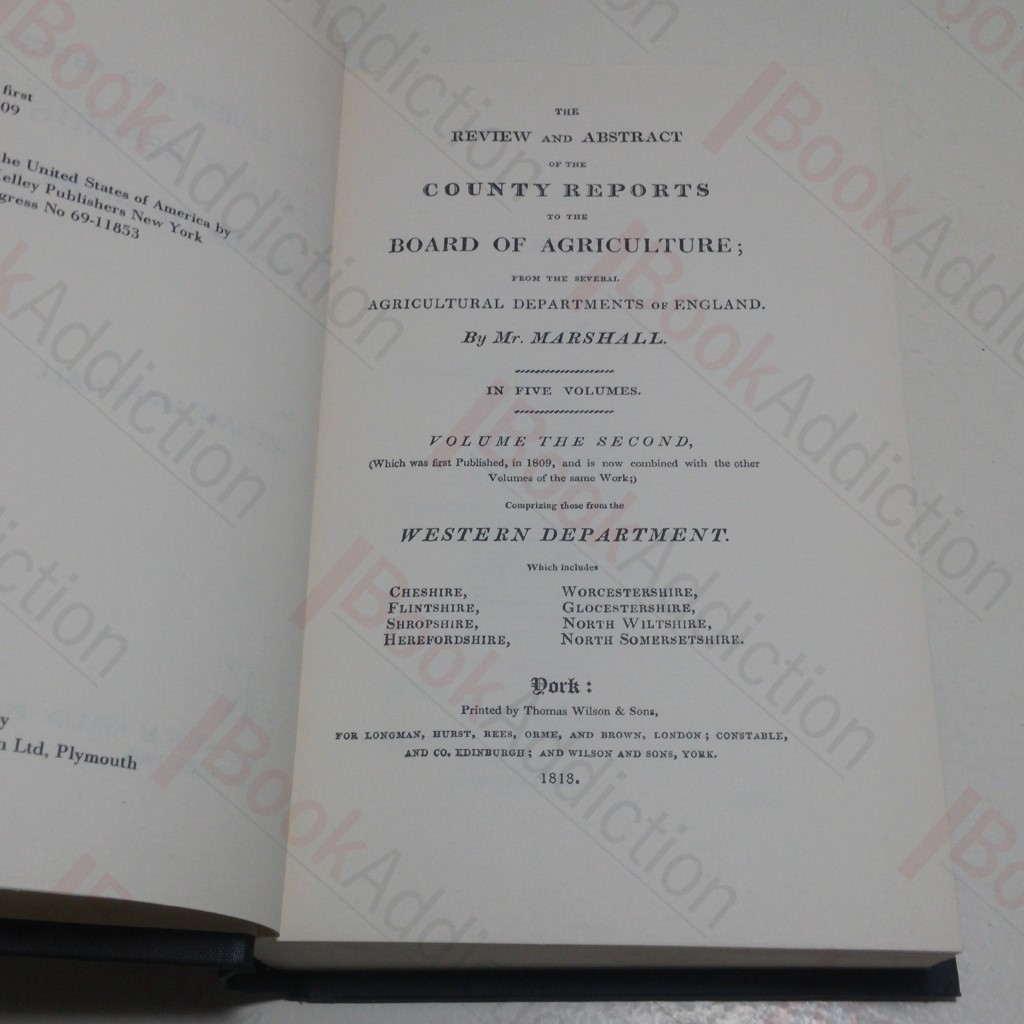 first
09
he United States of America by
elley Publishers New York
gress No 69-11853
y
n Ltd, Plymouth
THE
REVIEW AND ABSTRACT
OF THE
COUNTY REPORTS
TO THE
BOARD OF AGRICULTURE;
FROM THE SEVERAL
AGRICULTURAL DEPARTMENTS OF ENGLAND.
By Mr. MARSHALL.
IN FIVE VOLUMES.
VOLUME THE SECOND,
(Which was first Published, in 1809, and is now combined with the other
Volumes of the same Work;)
Comprizing those from the
WESTERN DEPARTMENT.
Which includes
CHESHIRE, WORCESTERSHIRE,
FLINTSHIRE, GLOCESTERSHIRE,
SHROPSHIRE, NORTH WILTSHIRE,
HEREFORDSHIRE, NORTH SOMERSETSHIRE.
York:
Printed by Thomas Wilson & Sons,
FOR LONGMAN, HURST, REES, ORME, AND BROWN, LONDON; CONSTABLE,
AND CO. EDINBURGH; AND WILSON AND SONS, YORK.
1818.
BookAddiction